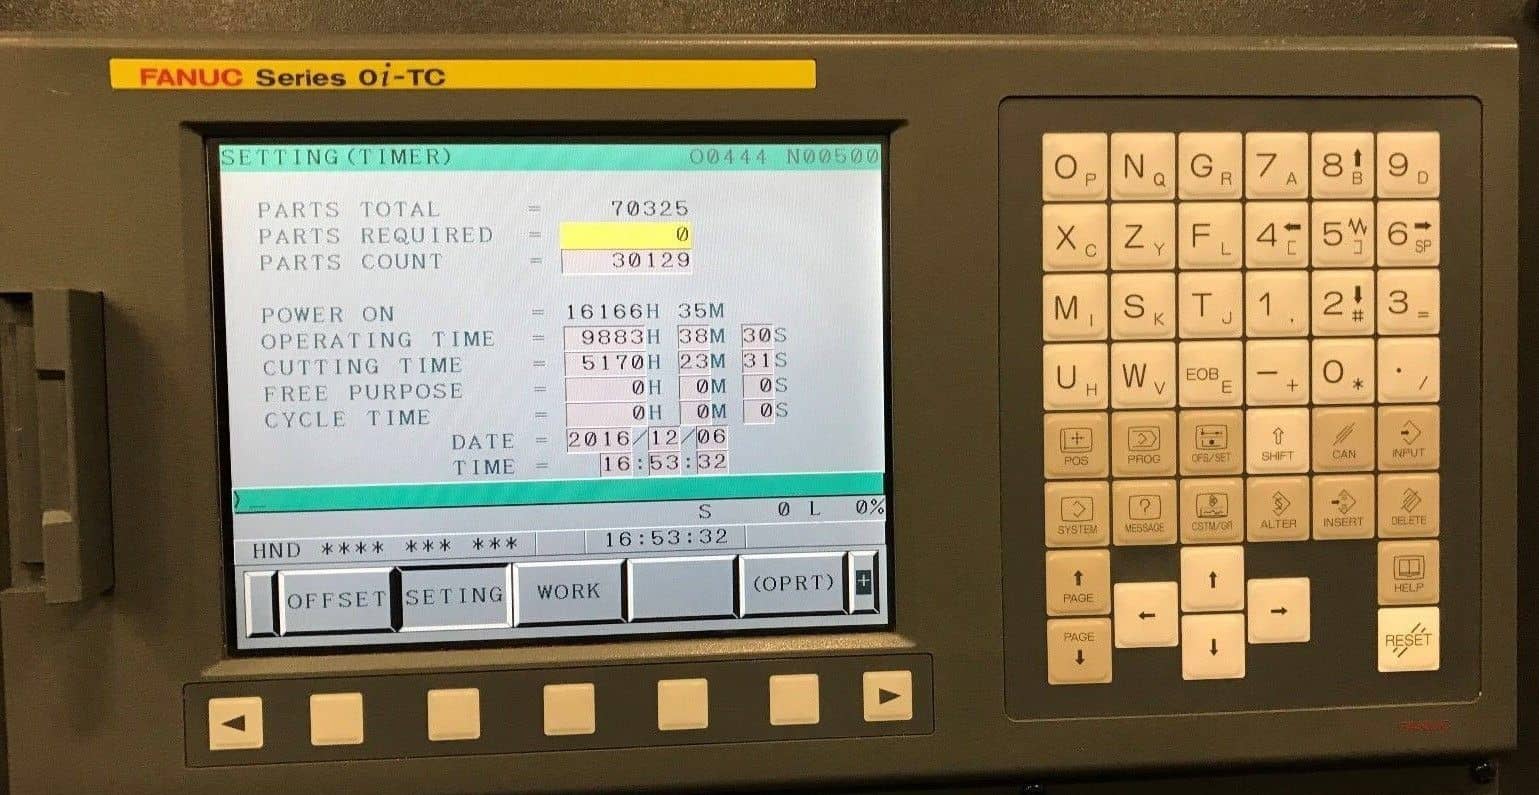 FANUC Series 0i-TC
SETTING(TIMER) O0444 N00500
PARTS TOTAL = 70325
PARTS REQUIRED = 0
PARTS COUNT = 30129
POWER ON = 16166H 35M
OPERATING TIME = 9883H 38M 30S
CUTTING TIME = 5170H 23M 31S
FREE PURPOSE = 0H 0M 0S
CYCLE TIME = 0H 0M 0S
DATE = 2016/12/06
TIME = 16:53:32
>_
S 0 L 0%
HND **** *** *** 16:53:32
OFFSET SETING WORK (OPRT) +
O P N Q G R 7 A 8 ↑ B 9 D
X C Z Y F L 4 ← [ 5 ] 6 → SP
M I S K T J 1 , 2 ↓ # 3 =
U H W V EOB E - + 0 * . /
POS PROG OFS/SET ⇧ SHIFT CAN INPUT
SYSTEM ? MESSAGE CSTM/GR ALTER INSERT DELETE
↑ PAGE ← ↑ → HELP
PAGE ↓ ↓ RESET
◀ ▶
FANUC